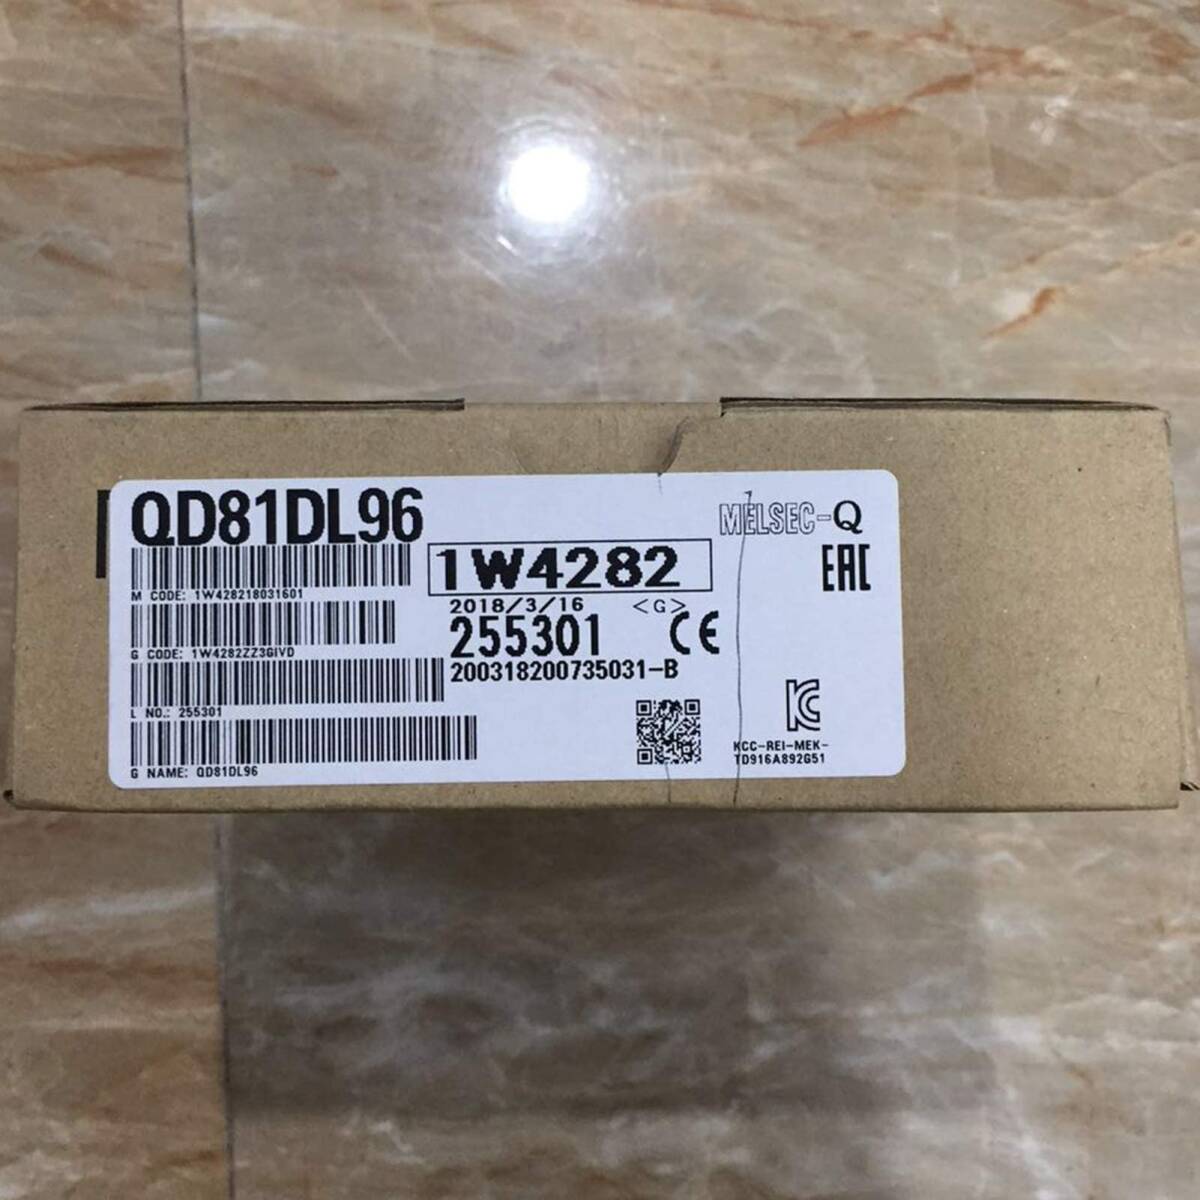 QD81DL96
MELSEC-Q
1W4282
EAC
M CODE: 1W428218031601
2018/3/16 <G>
255301 CE
G CODE: 1W4282ZZ3GIVD
200318200735031-B
L NO.: 255301
KC
KCC-REI-MEK-
TD916A892G51
G NAME: QD81DL96